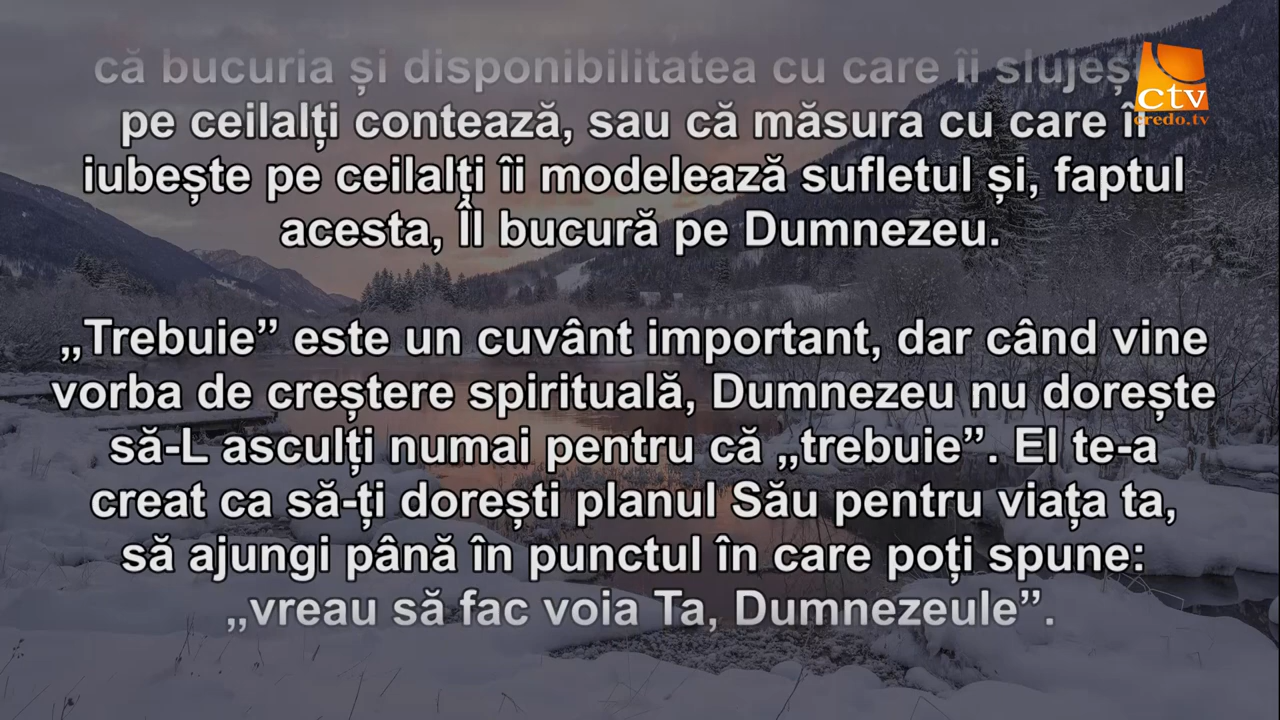 că bucuria și disponibilitatea cu care îi
pe ceilalți contează, sau că măsura cu care îi
iubește pe ceilalți îi modelează sufletul și, faptul
acesta, Îl bucură pe Dumnezeu.
„Trebuie” este un cuvânt important, dar când vine
vorba de creștere spirituală, Dumnezeu nu dorește
să-L asculți numai pentru că „trebuie”. El te-a
creat ca să-ți dorești planul Său pentru viața ta,
să ajungi până în punctul în care poți spune:
„vreau să fac voia Ta, Dumnezeule”.
ctv
credo.tv